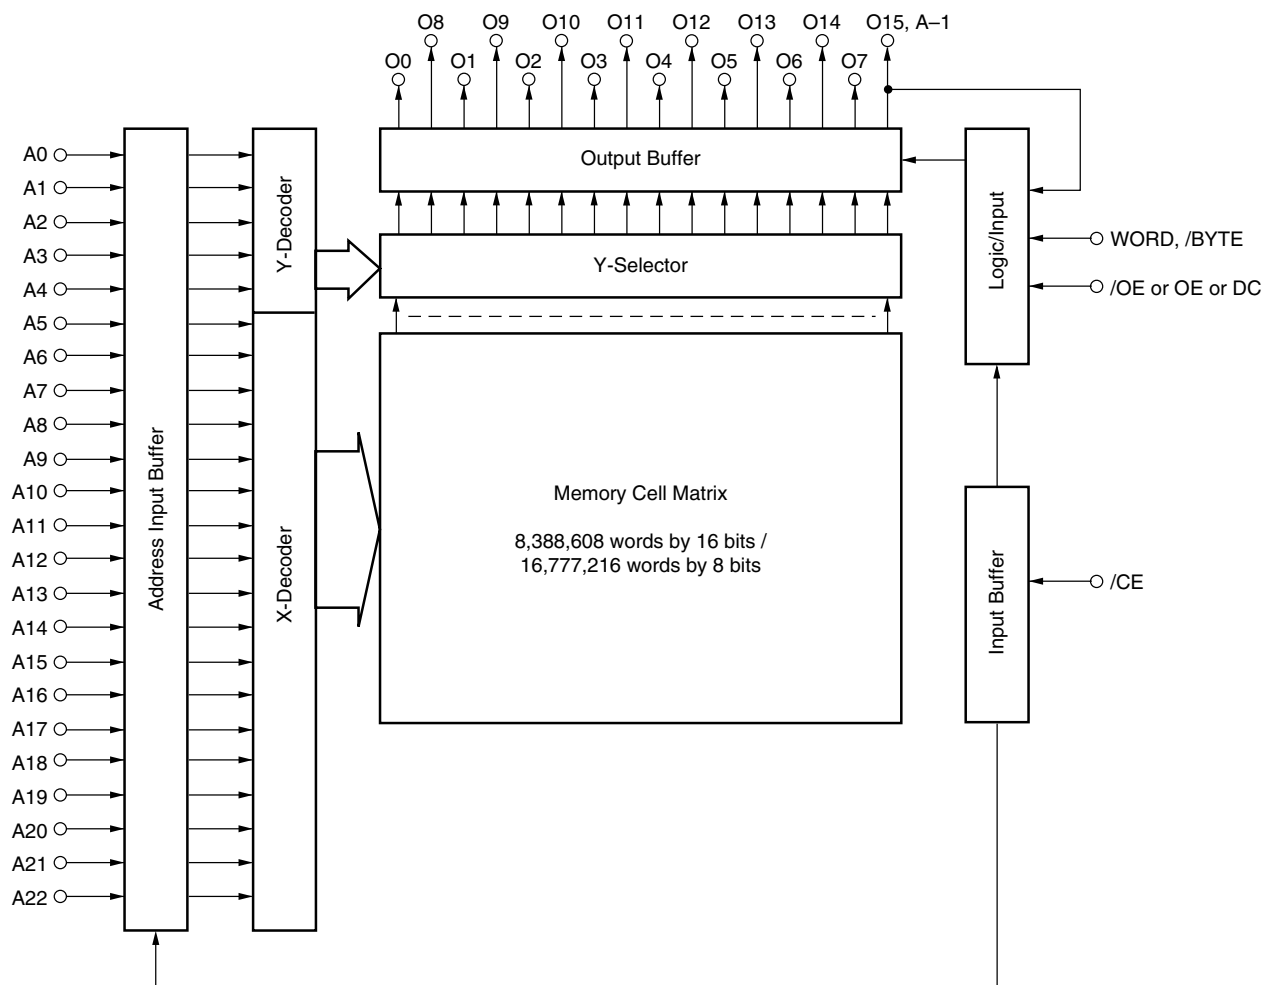 O8 O9 O10 O11 O12 O13 O14 O15, A–1
O0 O1 O2 O3 O4 O5 O6 O7
A0
A1
A2
A3
A4
A5
A6
A7
A8
A9
A10
A11
A12
A13
A14
A15
A16
A17
A18
A19
A20
A21
A22
Address Input Buffer
Y-Decoder
X-Decoder
Output Buffer
Y-Selector
Memory Cell Matrix
8,388,608 words by 16 bits /
16,777,216 words by 8 bits
Logic/Input
WORD, /BYTE
/OE or OE or DC
Input Buffer
/CE